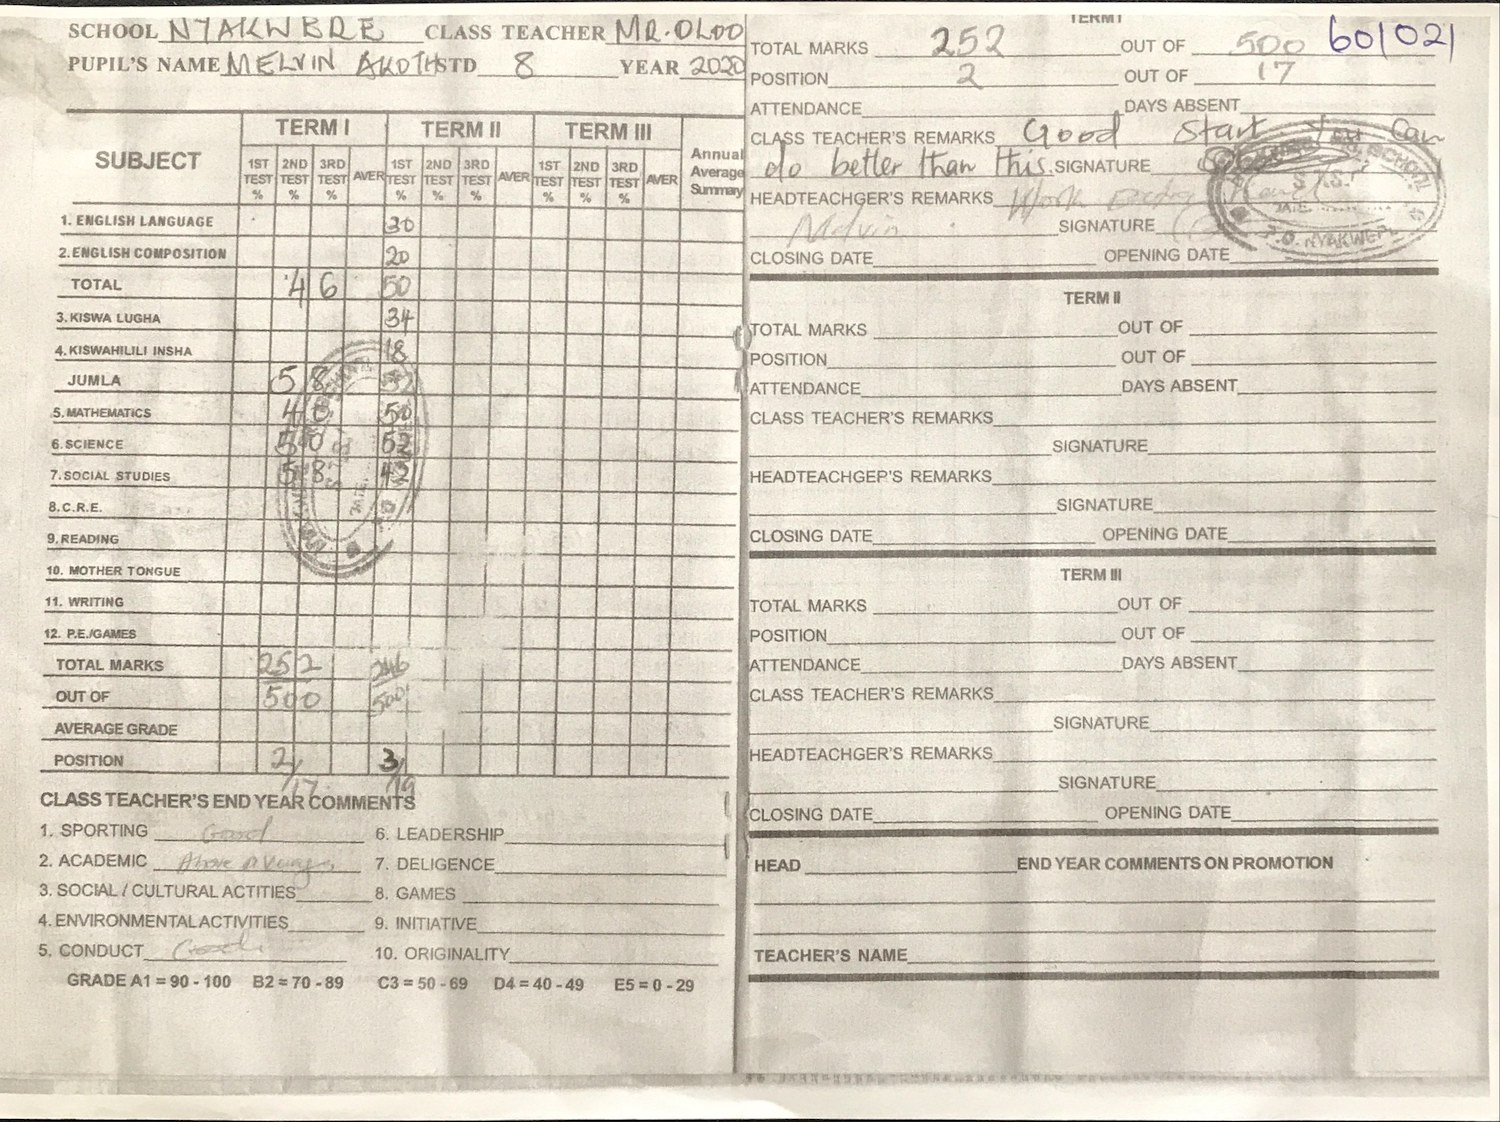 SCHOOL NYAKWBRE CLASS TEACHER MR.OLOO
PUPIL'S NAME MELVIN AKOTH STD 8 YEAR 2020
SUBJECT TERM I TERM II TERM III Annual Average Summary
1ST TEST % 2ND TEST % 3RD TEST % AVER 1ST TEST % 2ND TEST % 3RD TEST % AVER 1ST TEST % 2ND TEST % 3RD TEST % AVER
1. ENGLISH LANGUAGE 30
2. ENGLISH COMPOSITION 20
TOTAL 46 50
3. KISWA LUGHA 34
4. KISWAHILILI INSHA 18
JUMLA 58 52
5. MATHEMATICS 40 50
6. SCIENCE 50 52
7. SOCIAL STUDIES 58 42
8. C.R.E.
9. READING
10. MOTHER TONGUE
11. WRITING
12. P.E./GAMES
TOTAL MARKS 252 246
OUT OF 500 500
AVERAGE GRADE
POSITION 2/17 3/19
CLASS TEACHER'S END YEAR COMMENTS
1. SPORTING Good 6. LEADERSHIP
2. ACADEMIC Above Average 7. DELIGENCE
3. SOCIAL / CULTURAL ACTITIES 8. GAMES
4. ENVIRONMENTAL ACTIVITIES 9. INITIATIVE
5. CONDUCT Good 10. ORIGINALITY
GRADE A1 = 90 - 100 B2 = 70 - 89 C3 = 50 - 69 D4 = 40 - 49 E5 = 0 - 29
TERM I
TOTAL MARKS 252 OUT OF 500 601021
POSITION 2 OUT OF 17
ATTENDANCE DAYS ABSENT
CLASS TEACHER'S REMARKS Good Start You Can
do better than this. SIGNATURE
HEADTEACHGER'S REMARKS Work
Melvin SIGNATURE
CLOSING DATE OPENING DATE
TERM II
TOTAL MARKS OUT OF
POSITION OUT OF
ATTENDANCE DAYS ABSENT
CLASS TEACHER'S REMARKS
SIGNATURE
HEADTEACHGEP'S REMARKS
SIGNATURE
CLOSING DATE OPENING DATE
TERM III
TOTAL MARKS OUT OF
POSITION OUT OF
ATTENDANCE DAYS ABSENT
CLASS TEACHER'S REMARKS
SIGNATURE
HEADTEACHGER'S REMARKS
SIGNATURE
CLOSING DATE OPENING DATE
HEAD END YEAR COMMENTS ON PROMOTION
TEACHER'S NAME